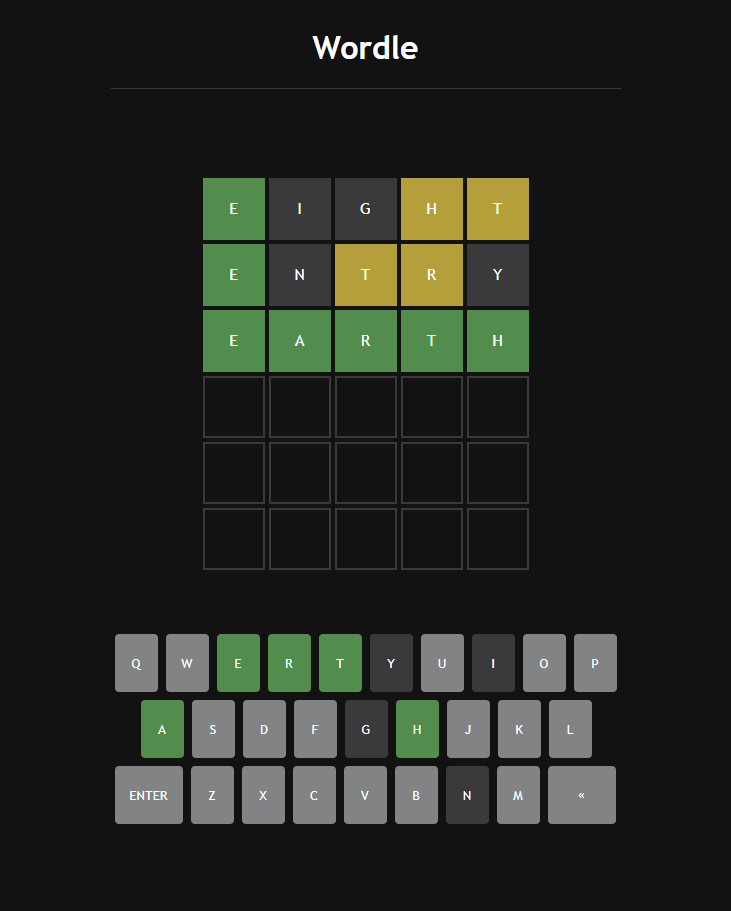 Wordle
E I G H T
E N T R Y
E A R T H
Q W E R T Y U I O P
A S D F G H J K L
ENTER Z X C V B N M «